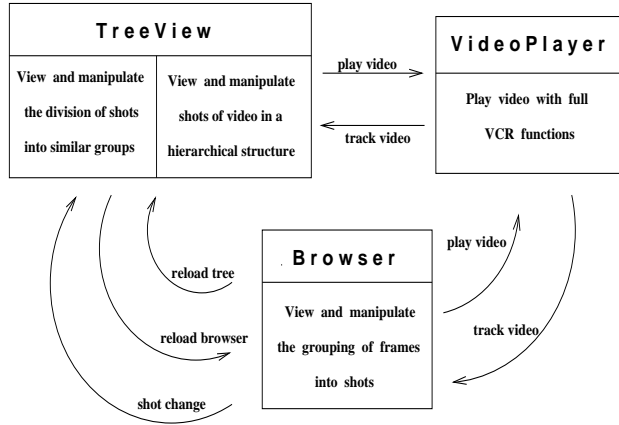 TreeView
View and manipulate
the division of shots
into similar groups
View and manipulate
shots of video in a
hierarchical structure
play video
track video
VideoPlayer
Play video with full
VCR functions
reload tree
reload browser
shot change
Browser
View and manipulate
the grouping of frames
into shots
play video
track video